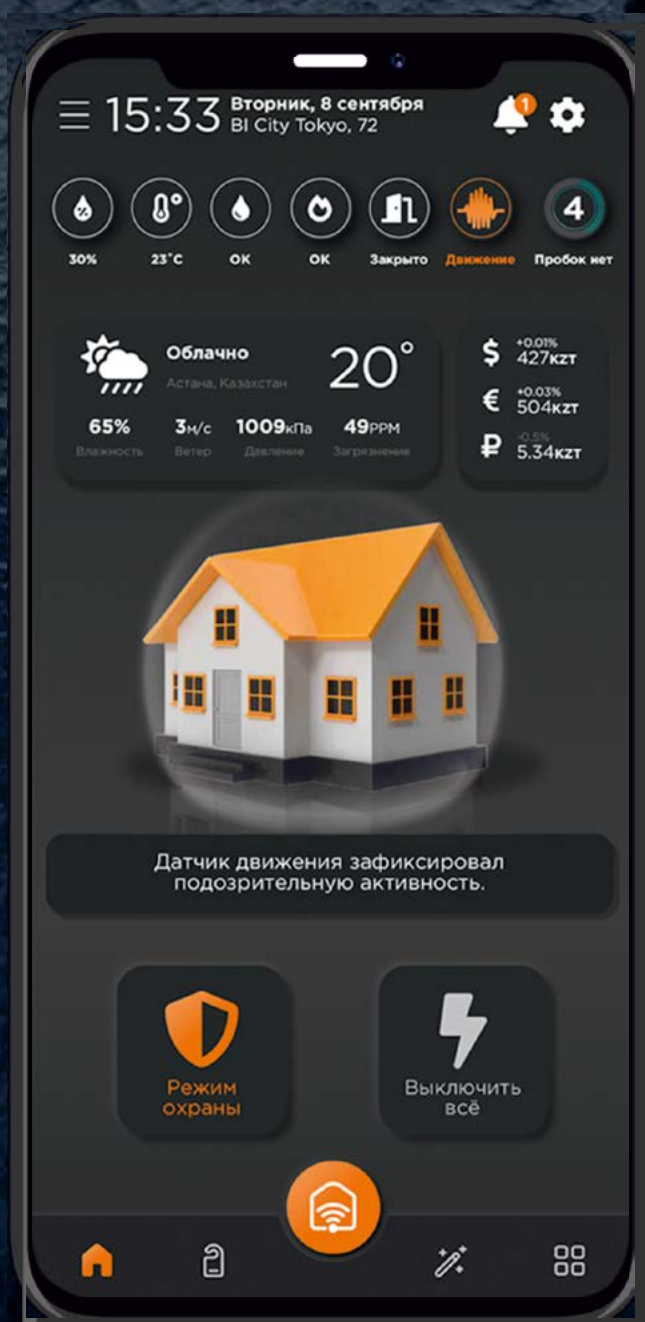 15:33
Вторник, 8 сентября
BI City Tokyo, 72
1
%
4
30%
23°C
ОК
ОК
Закрыто
Движение
Пробок нет
Облачно
Астана, Казахстан
20°
65%
3м/с
1009кПа
49PPM
Влажность
Ветер
Давление
Загрязнение
$ +0.01%
427KZT
€ +0.03%
504KZT
₽ -0.5%
5.34KZT
Датчик движения зафиксировал
подозрительную активность.
Режим
охраны
Выключить
всё